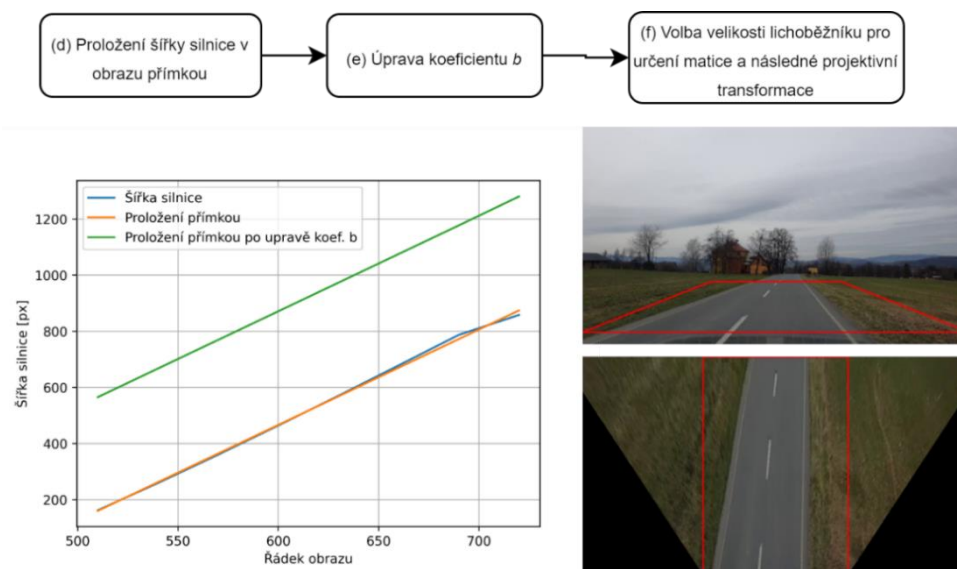 (d) Proložení šířky silnice v
obrazu přímkou
(e) Úprava koeficientu b
(f) Volba velikosti lichoběžníku pro
určení matice a následné projektivní
transformace
Šířka silnice
Proložení přímkou
Proložení přímkou po upravě koef. b
Šířka silnice [px]
1200
1000
800
600
400
200
500
550
600
650
700
Řádek obrazu